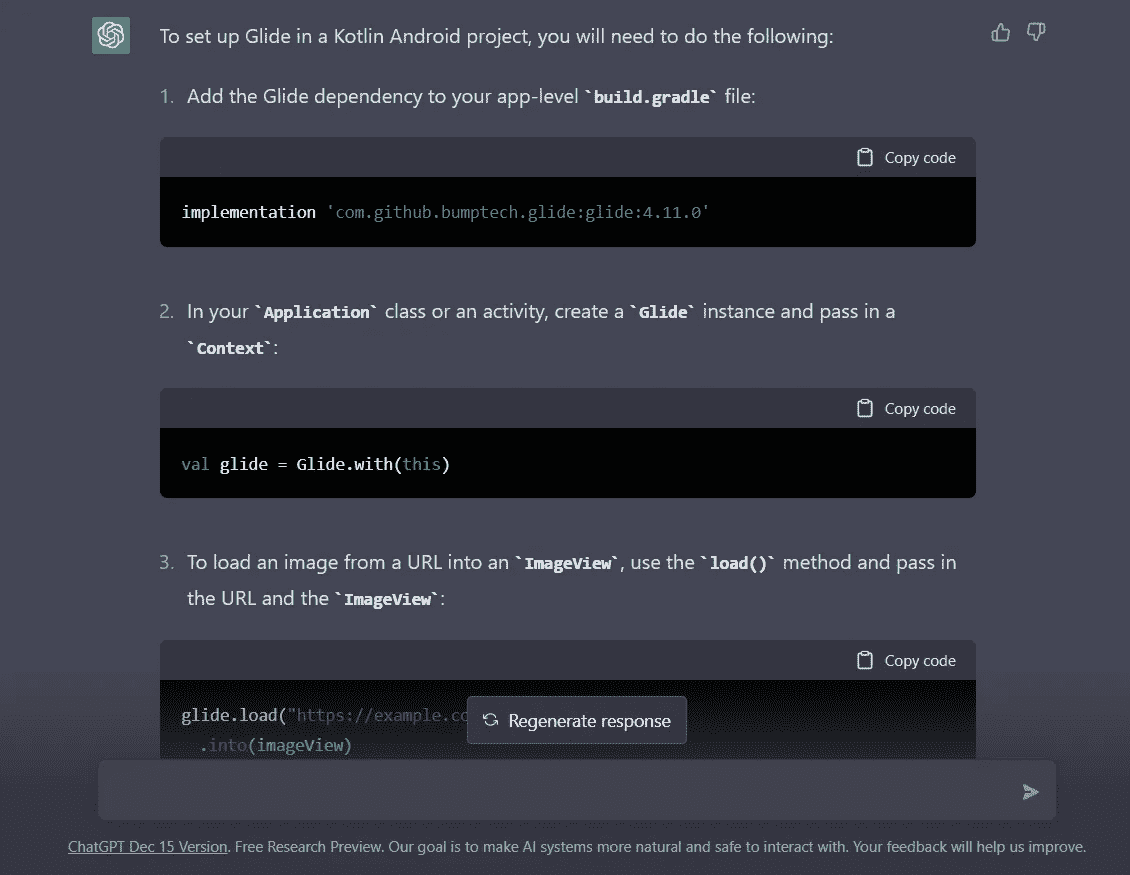 To set up Glide in a Kotlin Android project, you will need to do the following:
1. Add the Glide dependency to your app-level `build.gradle` file:
Copy code
implementation 'com.github.bumptech.glide:glide:4.11.0'
2. In your `Application` class or an activity, create a `Glide` instance and pass in a
`Context`:
Copy code
val glide = Glide.with(this)
3. To load an image from a URL into an `ImageView`, use the `load()` method and pass in
the URL and the `ImageView`:
Copy code
glide.load("https://example.co
Regenerate response
.into(imageView)
ChatGPT Dec 15 Version. Free Research Preview. Our goal is to make AI systems more natural and safe to interact with. Your feedback will help us improve.